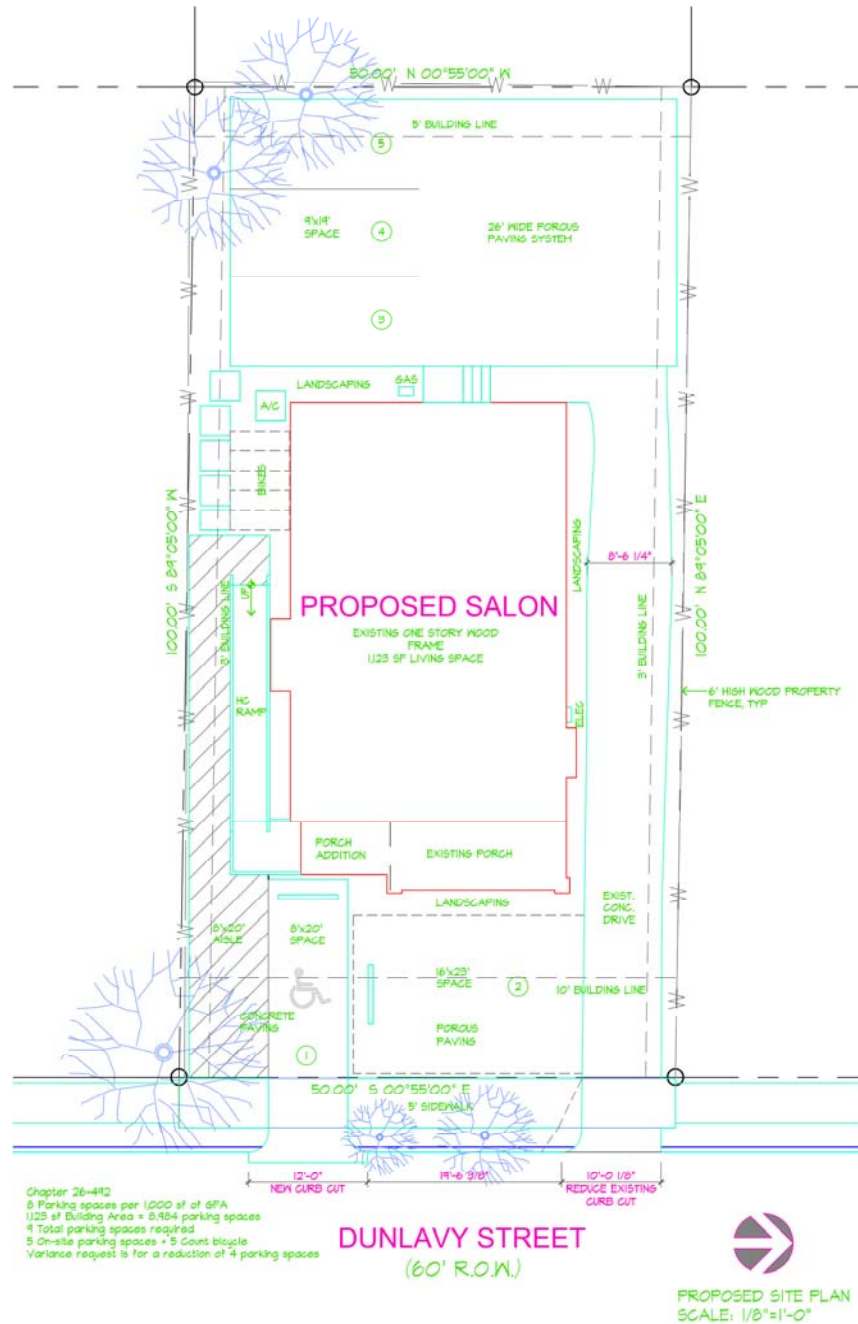 50.00' N 00°55'00" W
5' BUILDING LINE
5
9'x19'
SPACE
4
26' WIDE POROUS
PAVING SYSTEM
3
LANDSCAPING
GAS
A/C
BIKES
100.00' S 89°05'00" W
3' BUILDING LINE
UP
HC
RAMP
PROPOSED SALON
EXISTING ONE STORY WOOD
FRAME
1,123 SF LIVING SPACE
LANDSCAPING
8'-6 1/4"
3' BUILDING LINE
100.00' N 89°05'00" E
6' HIGH WOOD PROPERTY
FENCE, TYP
ELEC
PORCH
ADDITION
EXISTING PORCH
LANDSCAPING
EXIST.
CONC.
DRIVE
8'x20'
AISLE
8'x20'
SPACE
16'x23'
SPACE
2
10' BUILDING LINE
CONCRETE
PAVING
POROUS
PAVING
1
50.00' S 00°55'00" E
5' SIDEWALK
12'-0"
NEW CURB CUT
19'-6 3/8"
10'-0 1/8"
REDUCE EXISTING
CURB CUT
Chapter 26-492
8 Parking spaces per 1,000 sf of GFA
1,123 sf Building Area = 8.984 parking spaces
9 Total parking spaces required
5 On-site parking spaces + 5 Count bicycle
Variance request is for a reduction of 4 parking spaces
DUNLAVY STREET
(60' R.O.W.)
PROPOSED SITE PLAN
SCALE: 1/8"=1'-0"